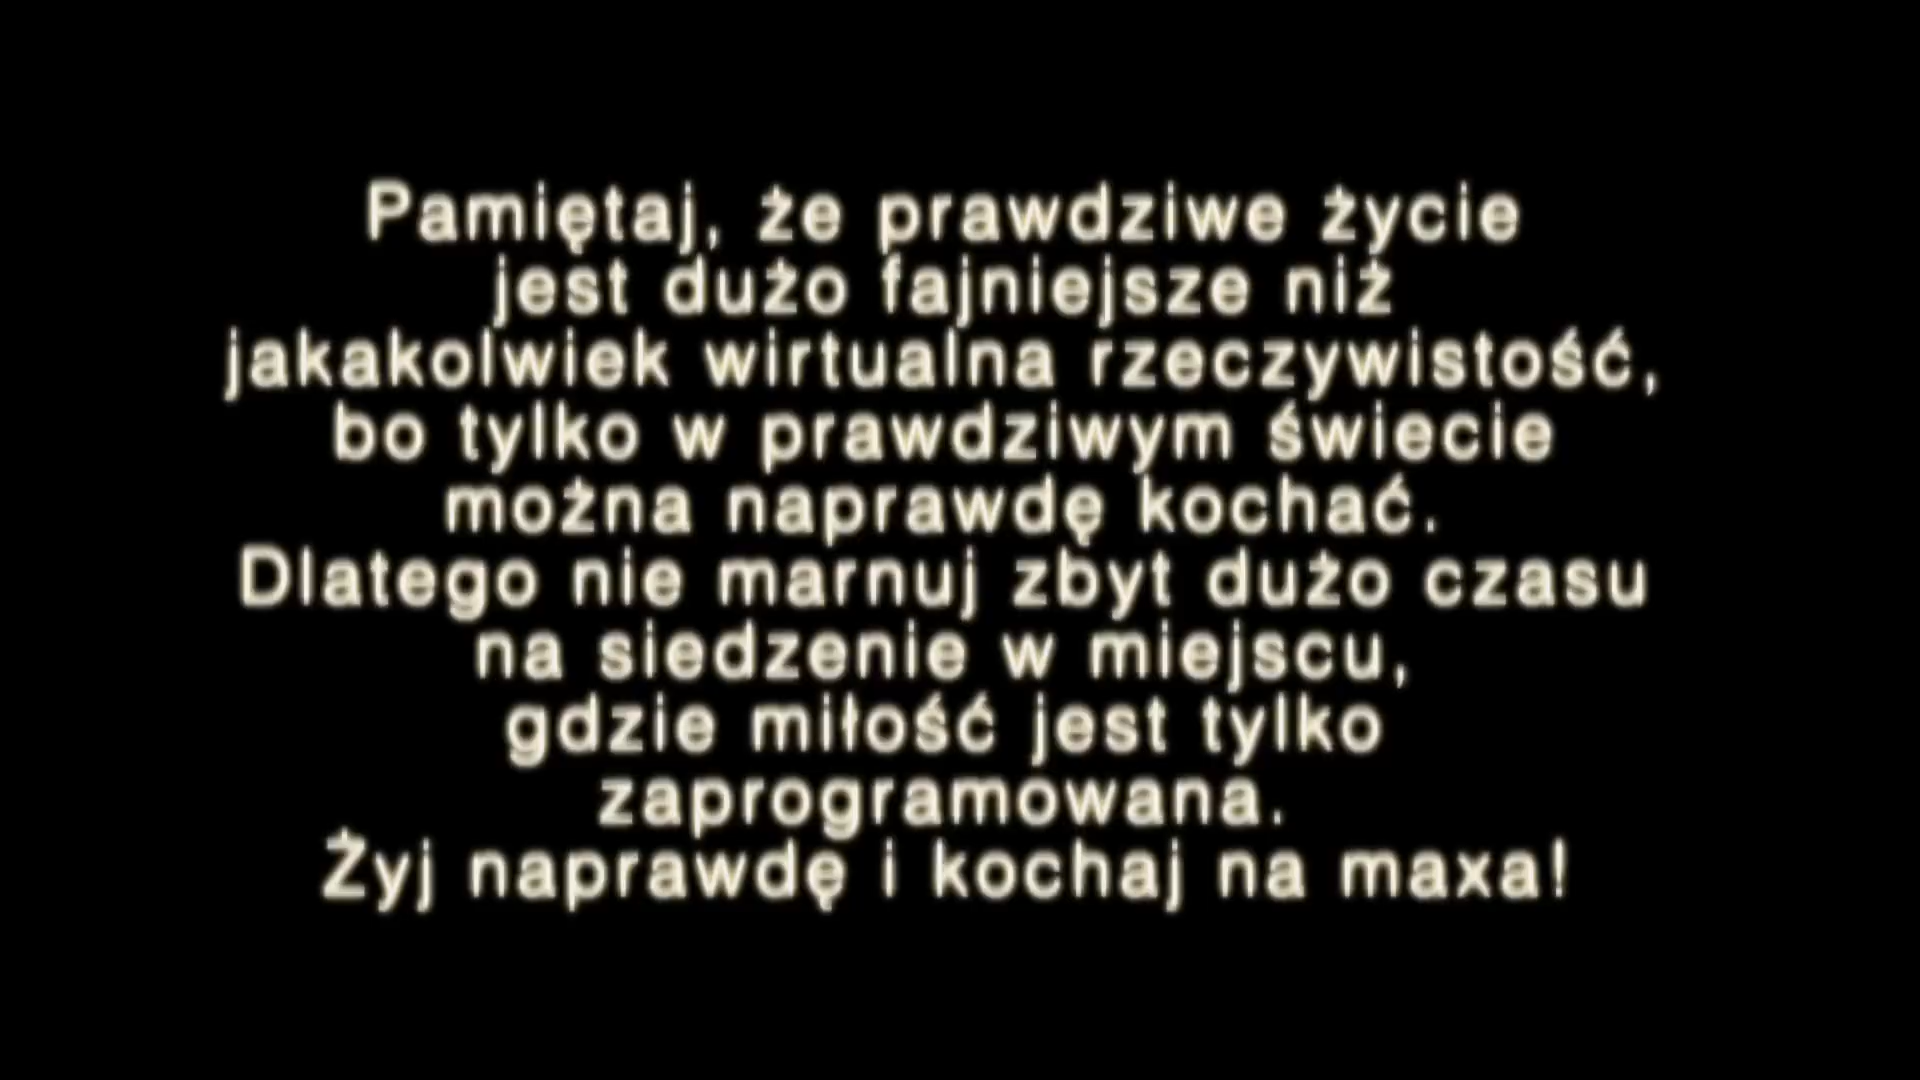 Pamiętaj, że prawdziwe życie
jest dużo fajniejsze niż
jakakolwiek wirtualna rzeczywistość,
bo tylko w prawdziwym świecie
można naprawdę kochać.
Dlatego nie marnuj zbyt dużo czasu
na siedzenie w miejscu,
gdzie miłość jest tylko
zaprogramowana.
Żyj naprawdę i kochaj na maxa!